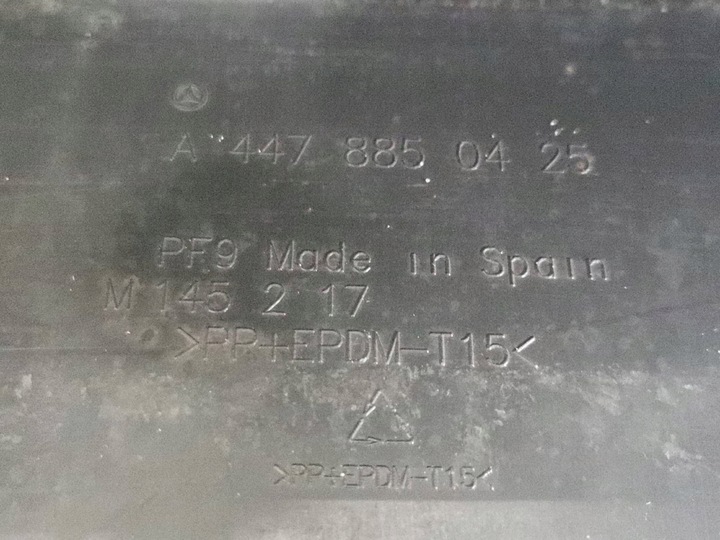 A 447 885 04 25
PF9 Made in Spain
M 145 2 17
>PP+EPDM-T15<
>PP+EPDM-T15<